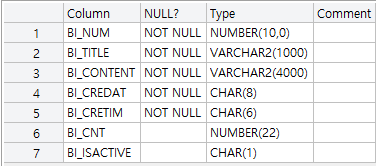 Column NULL? Type Comment
1 BI_NUM NOT NULL NUMBER(10,0)
2 BI_TITLE NOT NULL VARCHAR2(1000)
3 BI_CONTENT NOT NULL VARCHAR2(4000)
4 BI_CREDAT NOT NULL CHAR(8)
5 BI_CRETIM NOT NULL CHAR(6)
6 BI_CNT NUMBER(22)
7 BI_ISACTIVE CHAR(1)